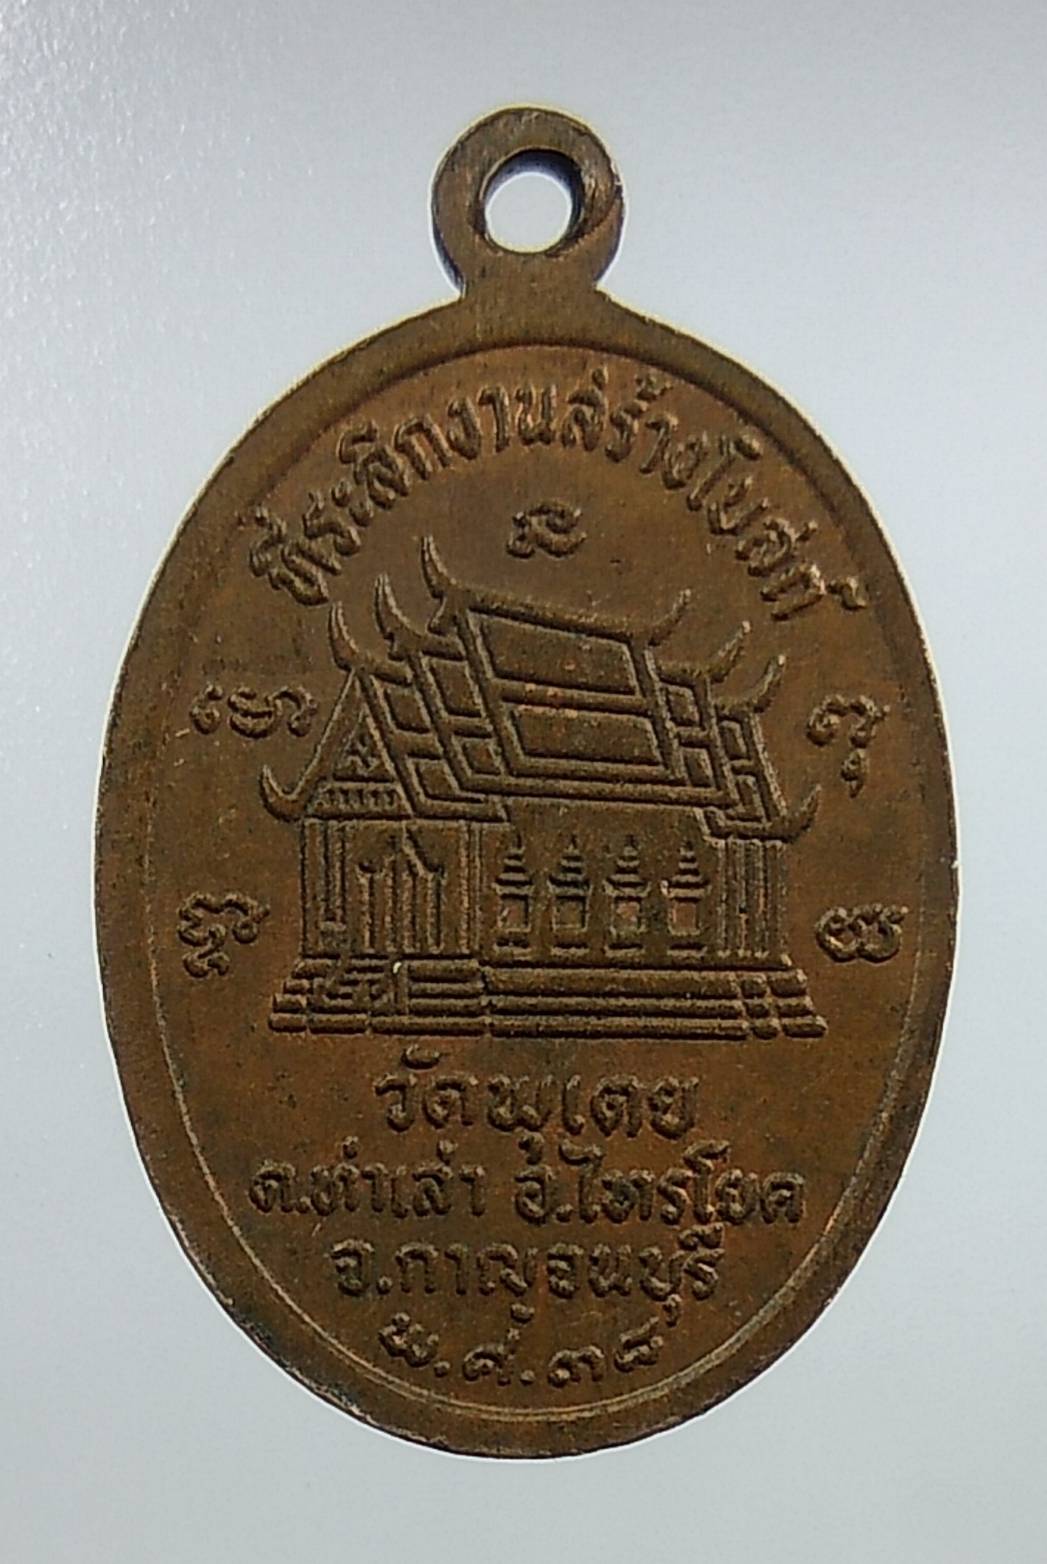 ที่ระลึกงานสร้างโบสถ์
วัดพุเตย
ต.ท่าเสา อ.ไทรโยค
จ.กาญจนบุรี
พ.ศ.๓๘